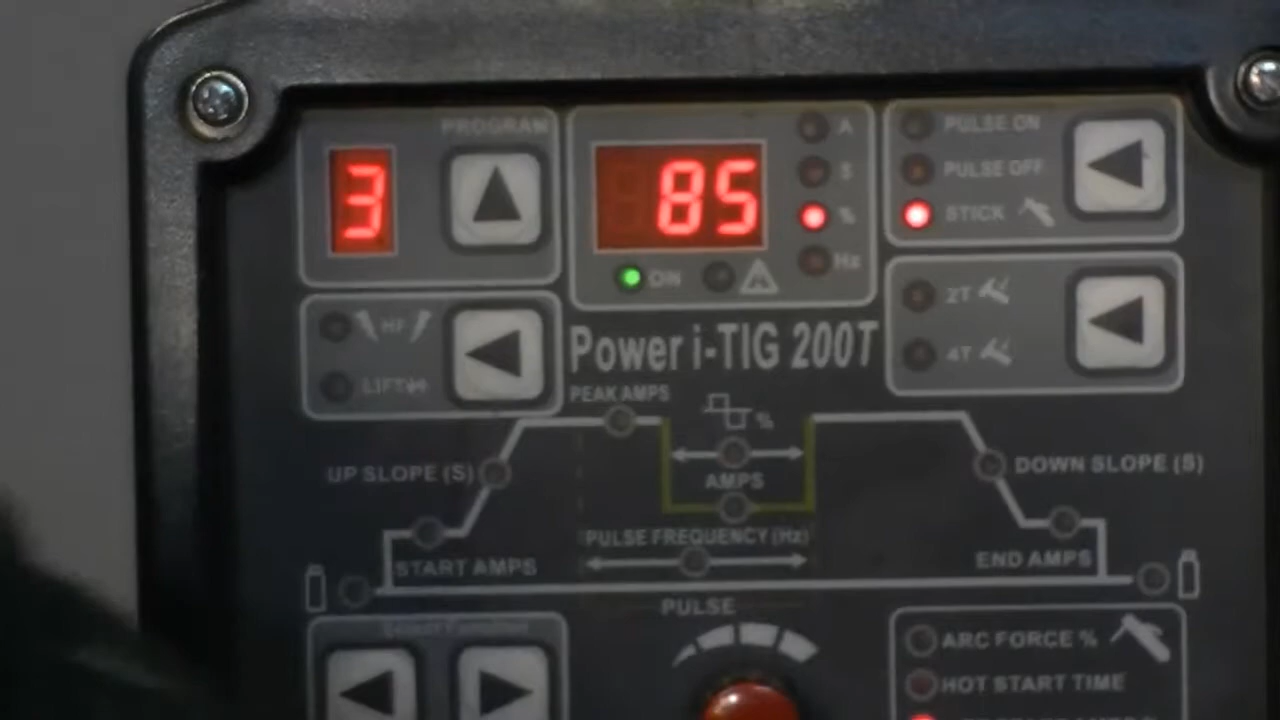 PROGRAM
3
85
A
S
%
Hz
ON
PULSE ON
PULSE OFF
STICK
HF
LIFT
2T
4T
Power i-TIG 200T
PEAK AMPS
%
UP SLOPE (S)
AMPS
DOWN SLOPE (S)
START AMPS
PULSE FREQUENCY (Hz)
END AMPS
PULSE
ARC FORCE %
HOT START TIME